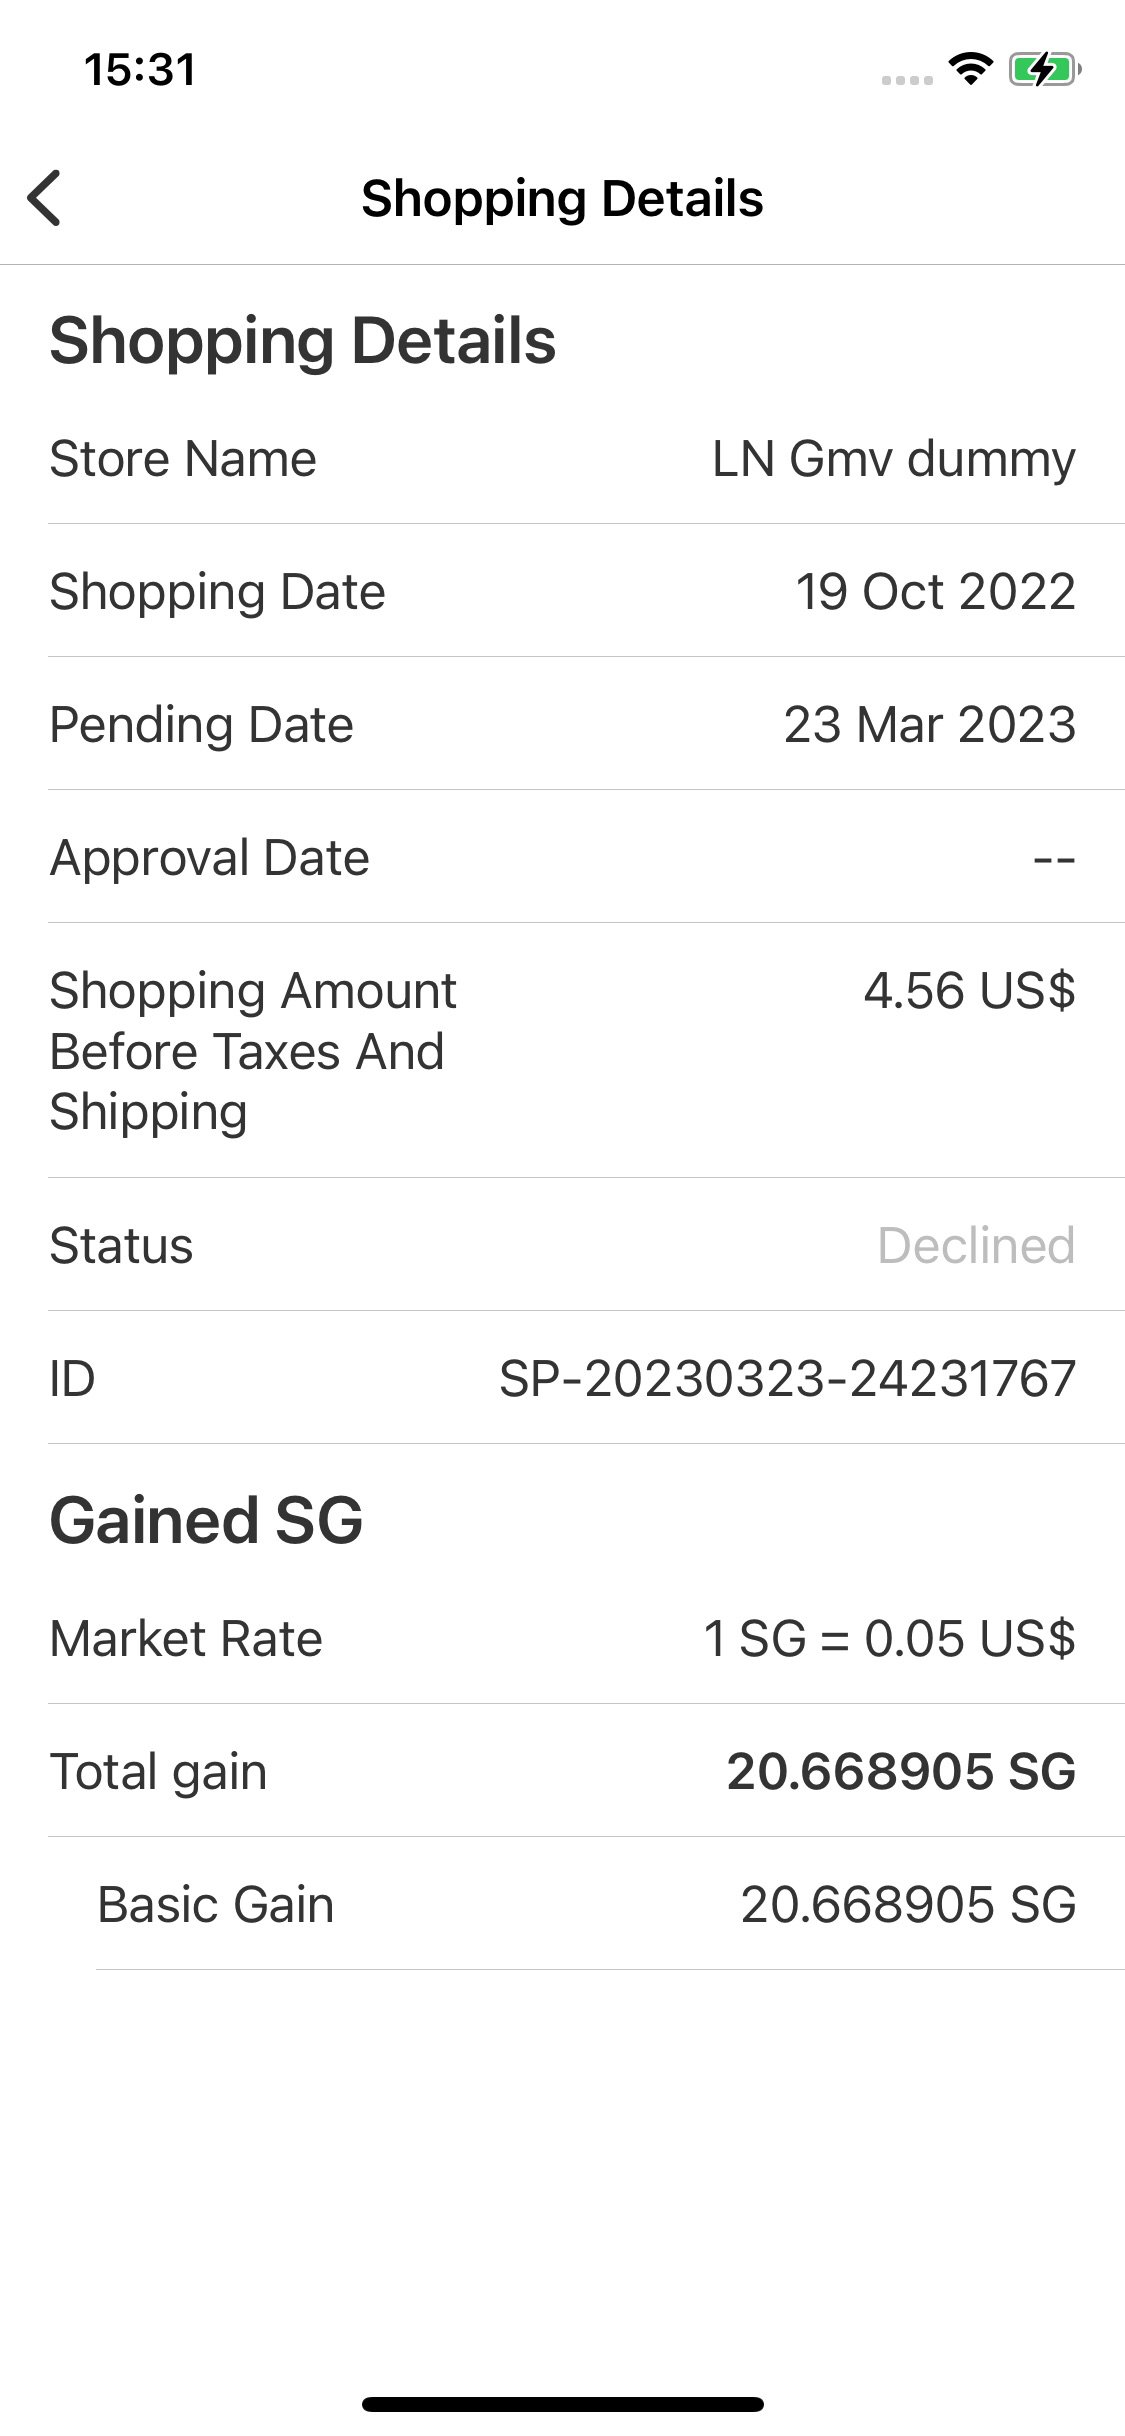 15:31
Shopping Details
Shopping Details
Store Name LN Gmv dummy
Shopping Date 19 Oct 2022
Pending Date 23 Mar 2023
Approval Date --
Shopping Amount 4.56 US$
Before Taxes And
Shipping
Status Declined
ID SP-20230323-24231767
Gained SG
Market Rate 1 SG = 0.05 US$
Total gain 20.668905 SG
Basic Gain 20.668905 SG